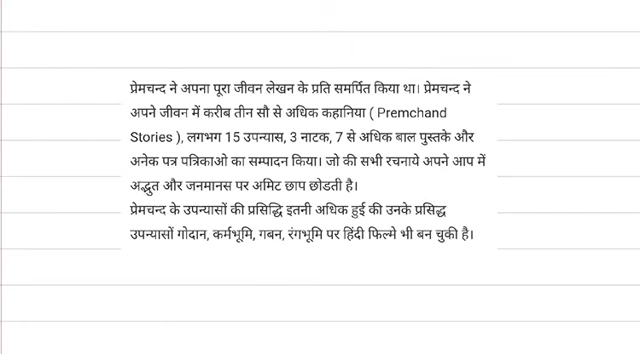 प्रेमचन्द ने अपना पूरा जीवन लेखन के प्रति समर्पित किया था। प्रेमचन्द ने
अपने जीवन में करीब तीन सौ से अधिक कहानिया ( Premchand
Stories ), लगभग 15 उपन्यास, 3 नाटक, 7 से अधिक बाल पुस्तके और
अनेक पत्र पत्रिकाओ का सम्पादन किया। जो की सभी रचनाये अपने आप में
अद्भुत और जनमानस पर अमिट छाप छोडती है।
प्रेमचन्द के उपन्यासों की प्रसिद्धि इतनी अधिक हुई की उनके प्रसिद्ध
उपन्यासों गोदान, कर्मभूमि, गबन, रंगभूमि पर हिंदी फिल्मे भी बन चुकी है।